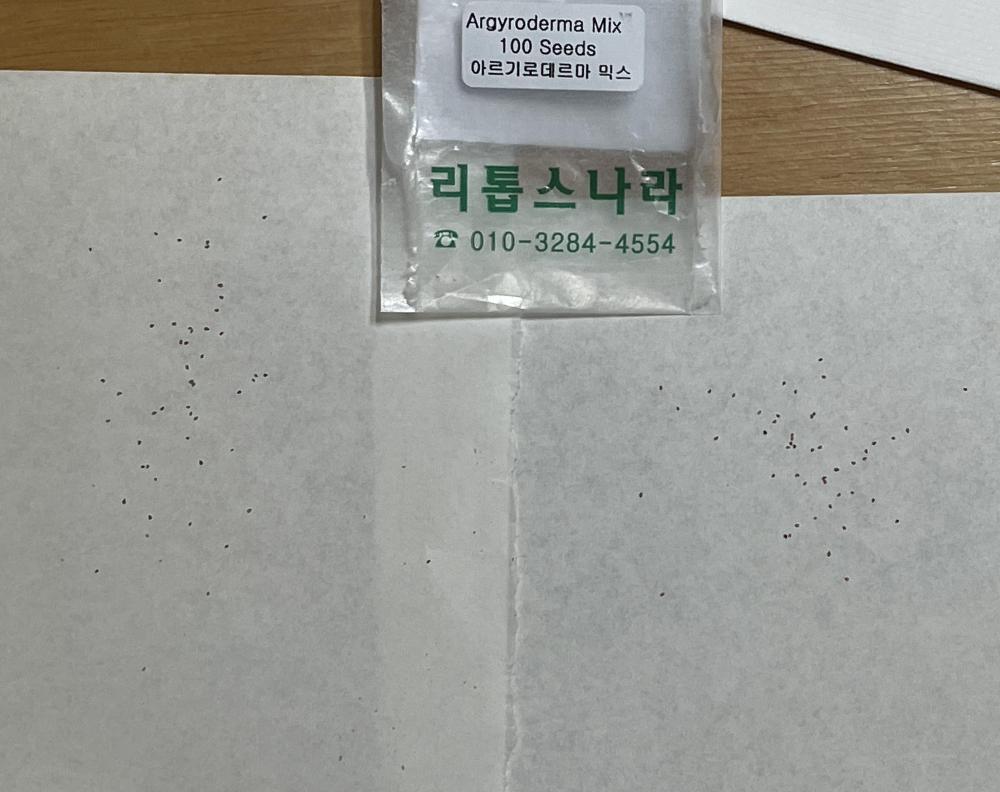 Argyroderma Mix
100 Seeds
아르기로데르마 믹스
리톱스나라
☎ 010-3284-4554